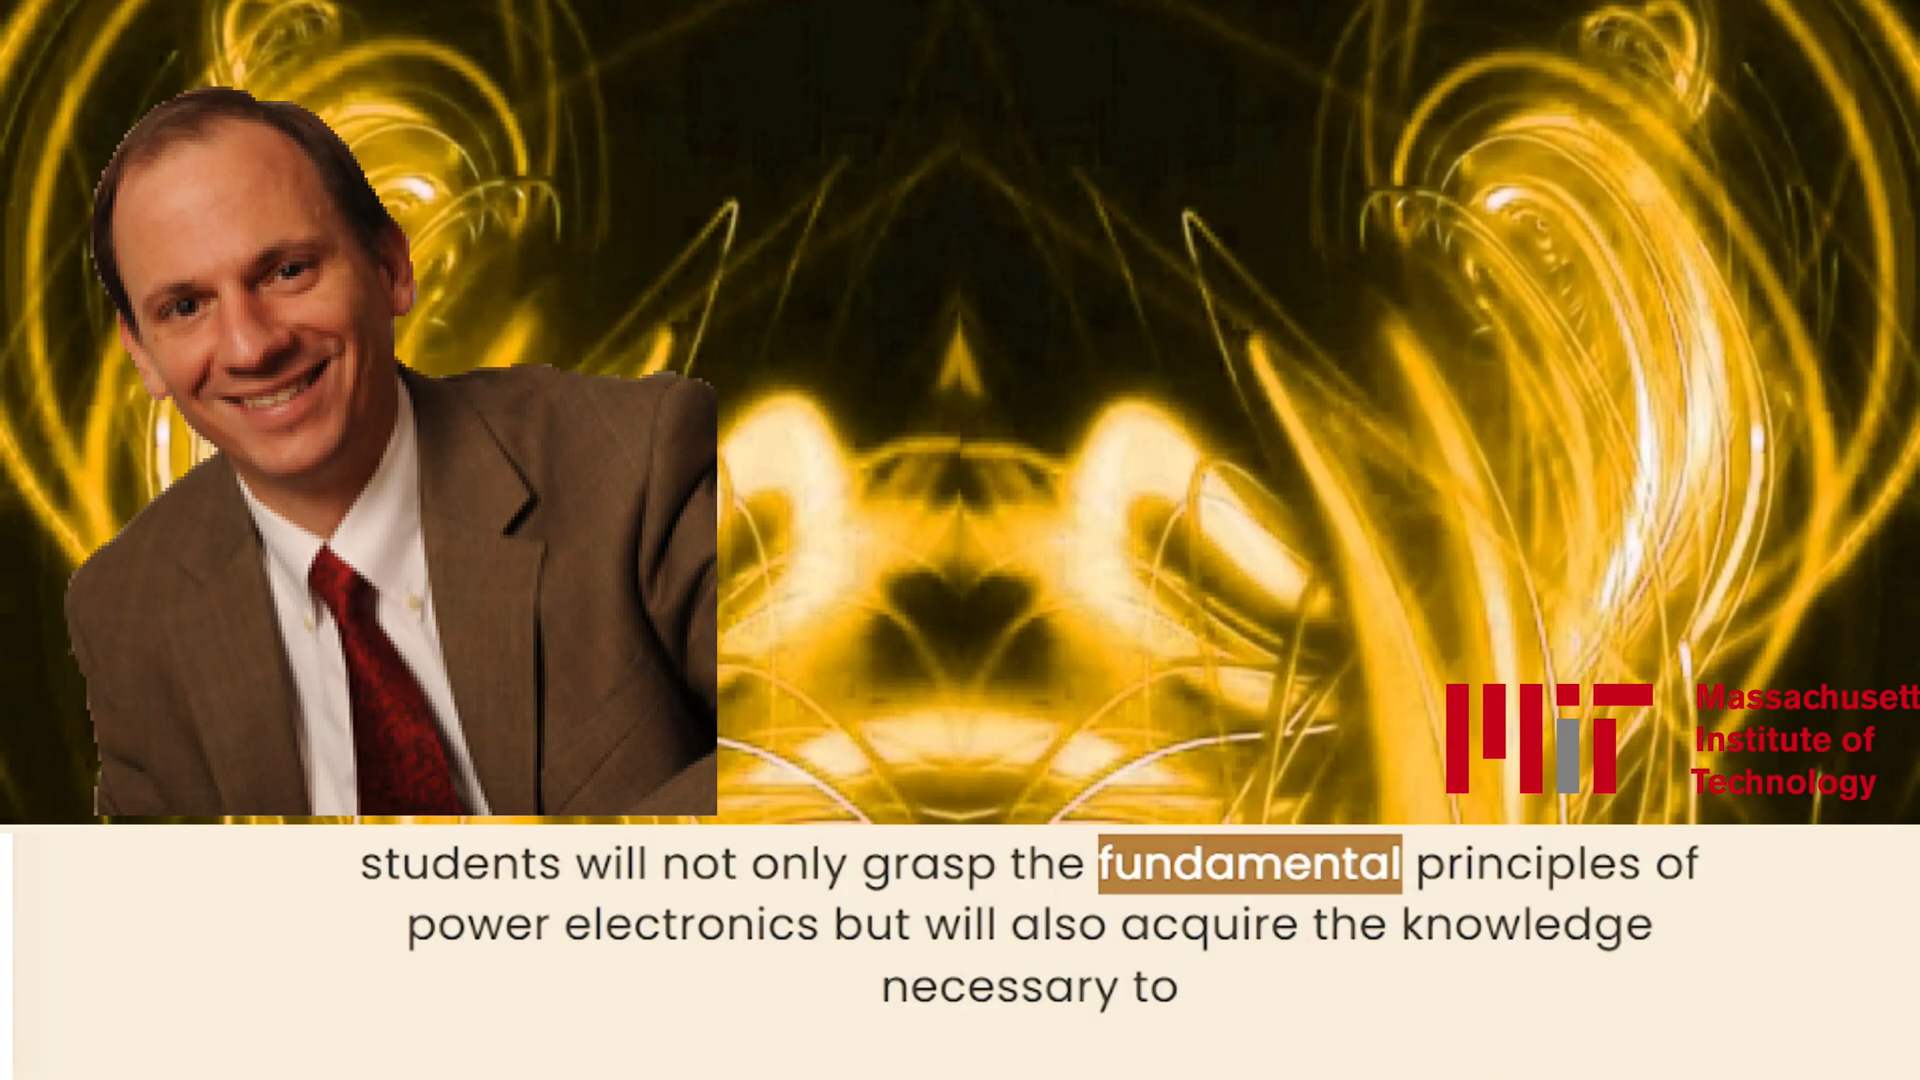 MIT
Massachusett
Institute of
Technology
students will not only grasp the fundamental principles of
power electronics but will also acquire the knowledge
necessary to